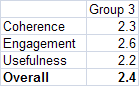 Group 3
Coherence 2.3
Engagement 2.6
Usefulness 2.2
Overall 2.4